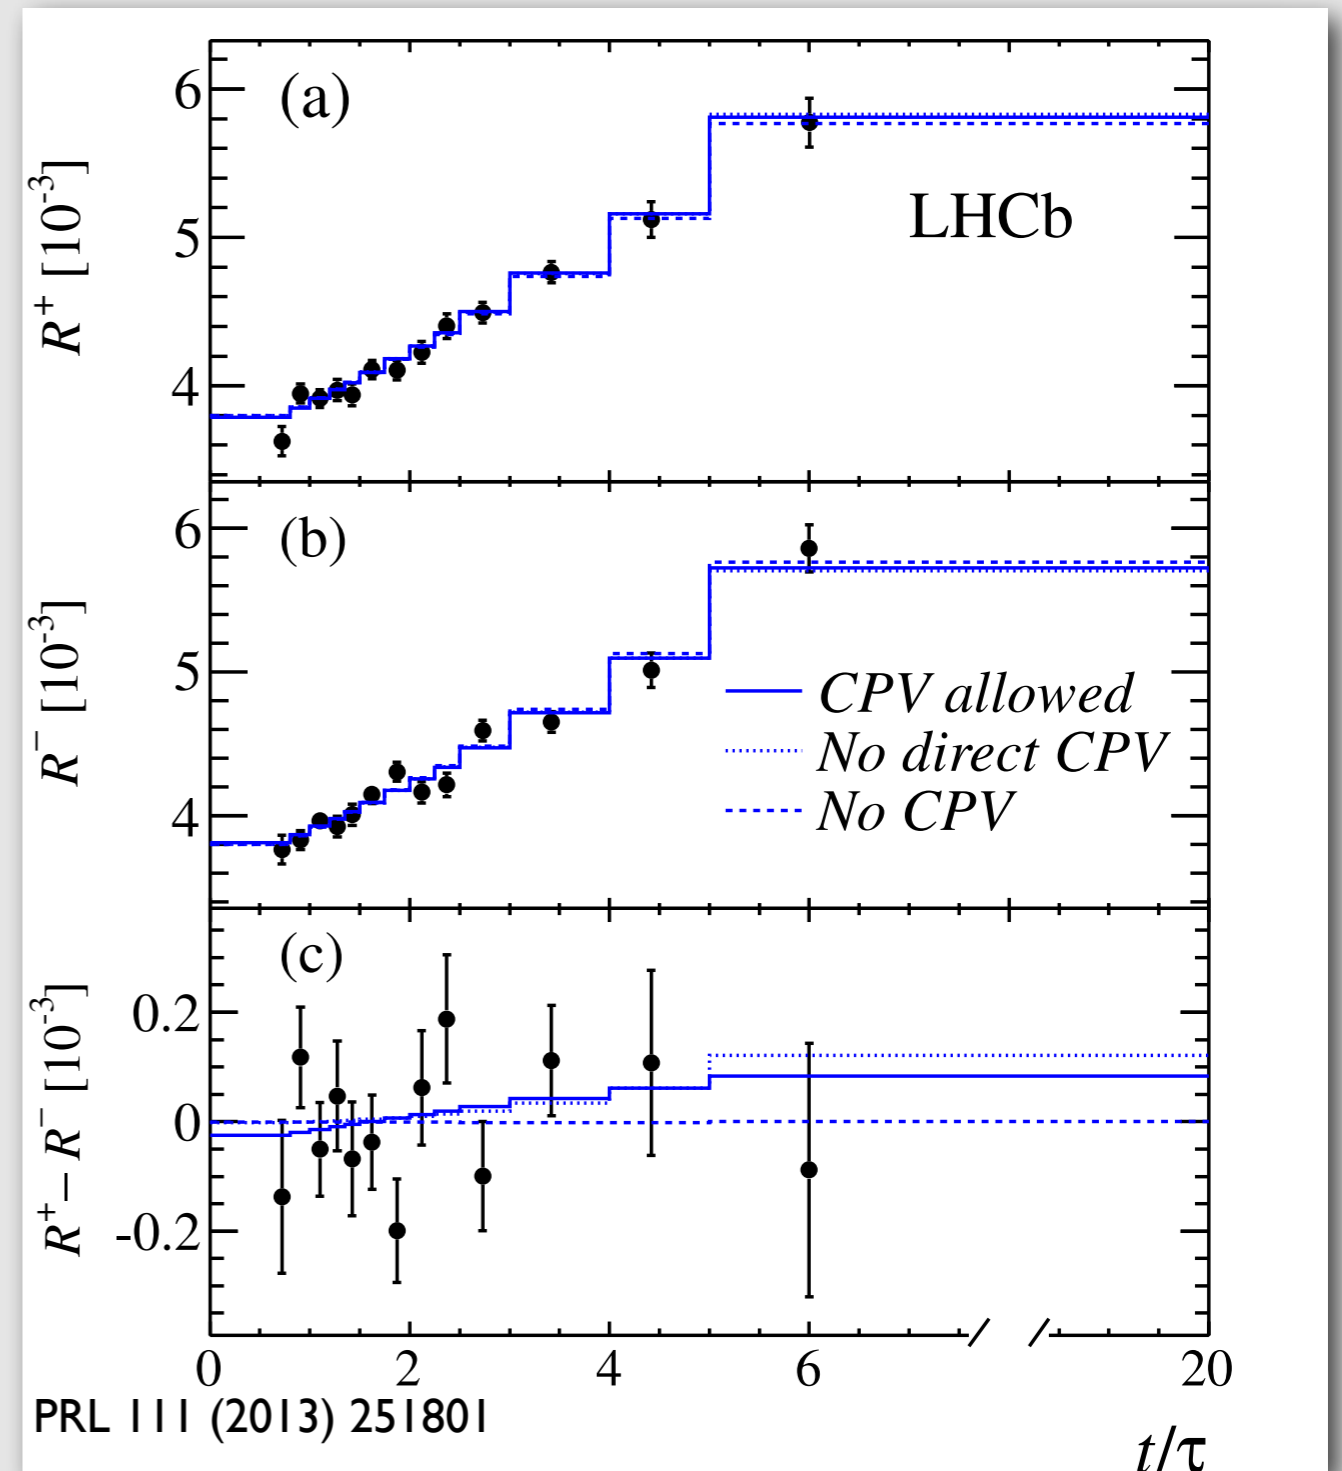 (a)
6
5
4
R⁺ [10⁻³]
LHCb
(b)
6
5
4
R⁻ [10⁻³]
CPV allowed
No direct CPV
No CPV
(c)
0.2
0
-0.2
R⁺− R⁻ [10⁻³]
0 2 4 6 20
PRL 111 (2013) 251801
t/τ